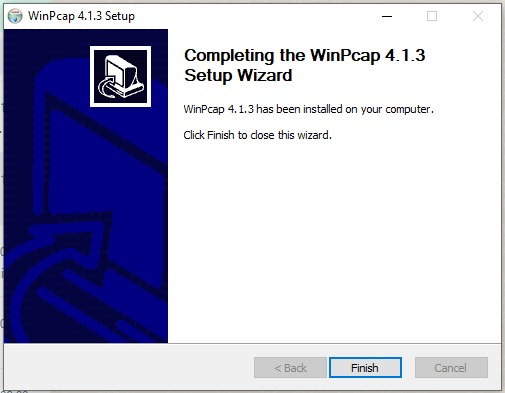 WinPcap 4.1.3 Setup
Completing the WinPcap 4.1.3
Setup Wizard
WinPcap 4.1.3 has been installed on your computer.
Click Finish to close this wizard.
< Back
Finish
Cancel